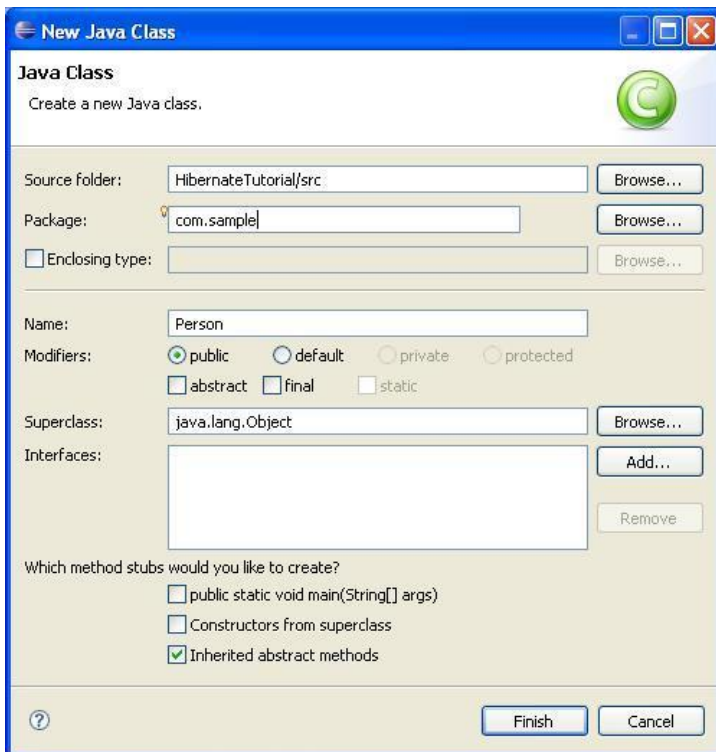 New Java Class
Java Class
Create a new Java class.
Source folder: HibernateTutorial/src Browse...
Package: com.sample Browse...
Enclosing type: Browse...
Name: Person
Modifiers: public default private protected
abstract final static
Superclass: java.lang.Object Browse...
Interfaces: Add...
Remove
Which method stubs would you like to create?
public static void main(String[] args)
Constructors from superclass
Inherited abstract methods
? Finish Cancel